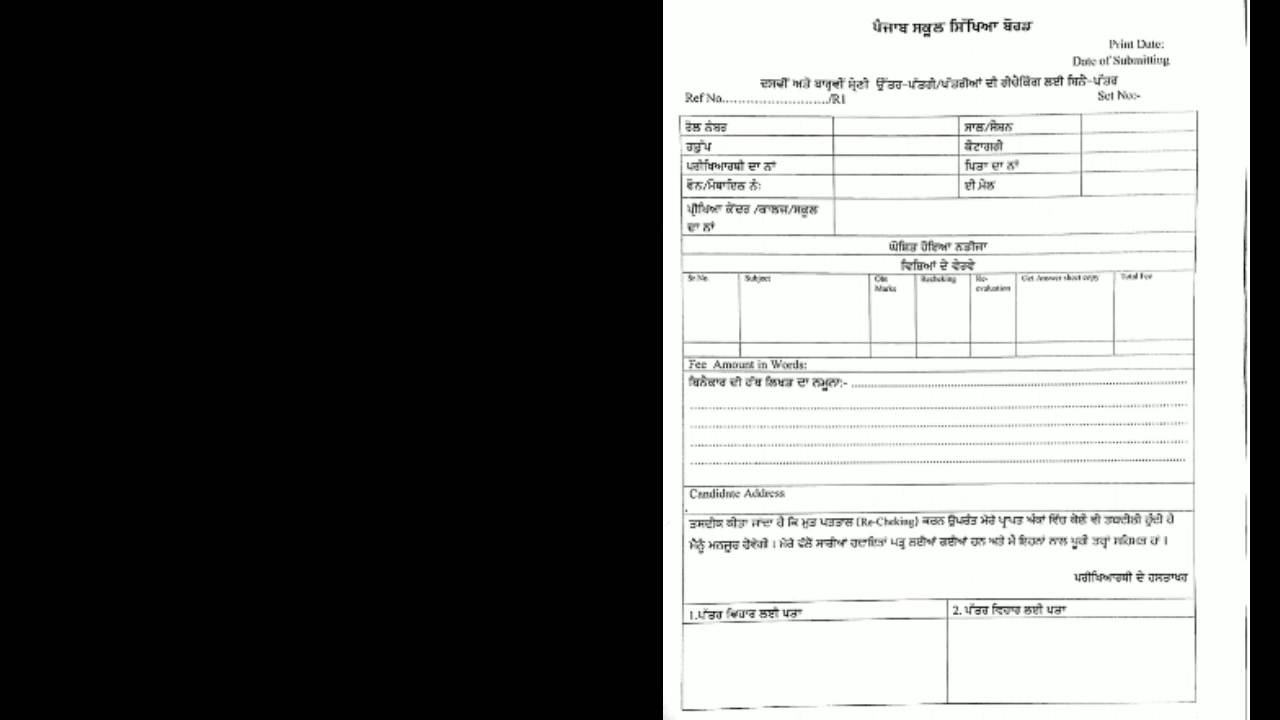 ਪੰਜਾਬ ਸਕੂਲ ਸਿੱਖਿਆ ਬੋਰਡ
Print Date:
Date of Submitting
ਦਸਵੀਂ ਅਤੇ ਬਾਰ੍ਹਵੀਂ ਸ਼੍ਰੇਣੀ ਉੱਤਰ-ਪੱਤਰੀ/ਪੱਤਰੀਆਂ ਦੀ ਰੀਚੈਕਿੰਗ ਲਈ ਬਿਨੈ-ਪੱਤਰ
Ref No........................../R1
Set No:-
ਰੋਲ ਨੰਬਰ ਸਾਲ/ਸੈਸ਼ਨ
ਗਰੁੱਪ ਕੈਟਾਗਰੀ
ਪਰੀਖਿਆਰਥੀ ਦਾ ਨਾਂ ਪਿਤਾ ਦਾ ਨਾਂ
ਫੋਨ/ਮੋਬਾਇਲ ਨੰ: ਈ.ਮੇਲ
ਪ੍ਰੀਖਿਆ ਕੇਂਦਰ /ਕਾਲਜ/ਸਕੂਲ
ਦਾ ਨਾਂ
ਘੋਸ਼ਿਤ ਹੋਇਆ ਨਤੀਜਾ
ਵਿਸ਼ਿਆਂ ਦੇ ਵੇਰਵੇ
Sr No. Subject Obt Recheking Re- Get Answer sheet copy Total Fee
Marks evaluation
Fee Amount in Words:
ਬਿਨੈਕਾਰ ਦੀ ਹੱਥ ਲਿਖਤ ਦਾ ਨਮੂਨਾ:- ................................................
................................................
................................................
................................................
................................................
Candidate Address
ਤਸਦੀਕ ਕੀਤਾ ਜਾਂਦਾ ਹੈ ਕਿ ਮੁੜ ਪੜਤਾਲ (Re-Cheking) ਕਰਨ ਉਪਰੰਤ ਮੇਰੇ ਪ੍ਰਾਪਤ ਅੰਕਾਂ ਵਿੱਚ ਕੋਈ ਵੀ ਤਬਦੀਲੀ ਹੁੰਦੀ ਹੈ
ਮੈਨੂੰ ਮਨਜੂਰ ਹੋਵੇਗੀ । ਮੇਰੇ ਵੱਲੋਂ ਸਾਰੀਆਂ ਹਦਾਇਤਾਂ ਪੜ੍ਹ ਲਈਆਂ ਗਈਆਂ ਹਨ ਅਤੇ ਮੈਂ ਇਹਨਾਂ ਨਾਲ ਪੂਰੀ ਤਰ੍ਹਾਂ ਸਹਿਮਤ ਹਾਂ ।
ਪਰੀਖਿਆਰਥੀ ਦੇ ਹਸਤਾਖਰ
1.ਪੱਤਰ ਵਿਹਾਰ ਲਈ ਪਤਾ 2. ਪੱਤਰ ਵਿਹਾਰ ਲਈ ਪਤਾ